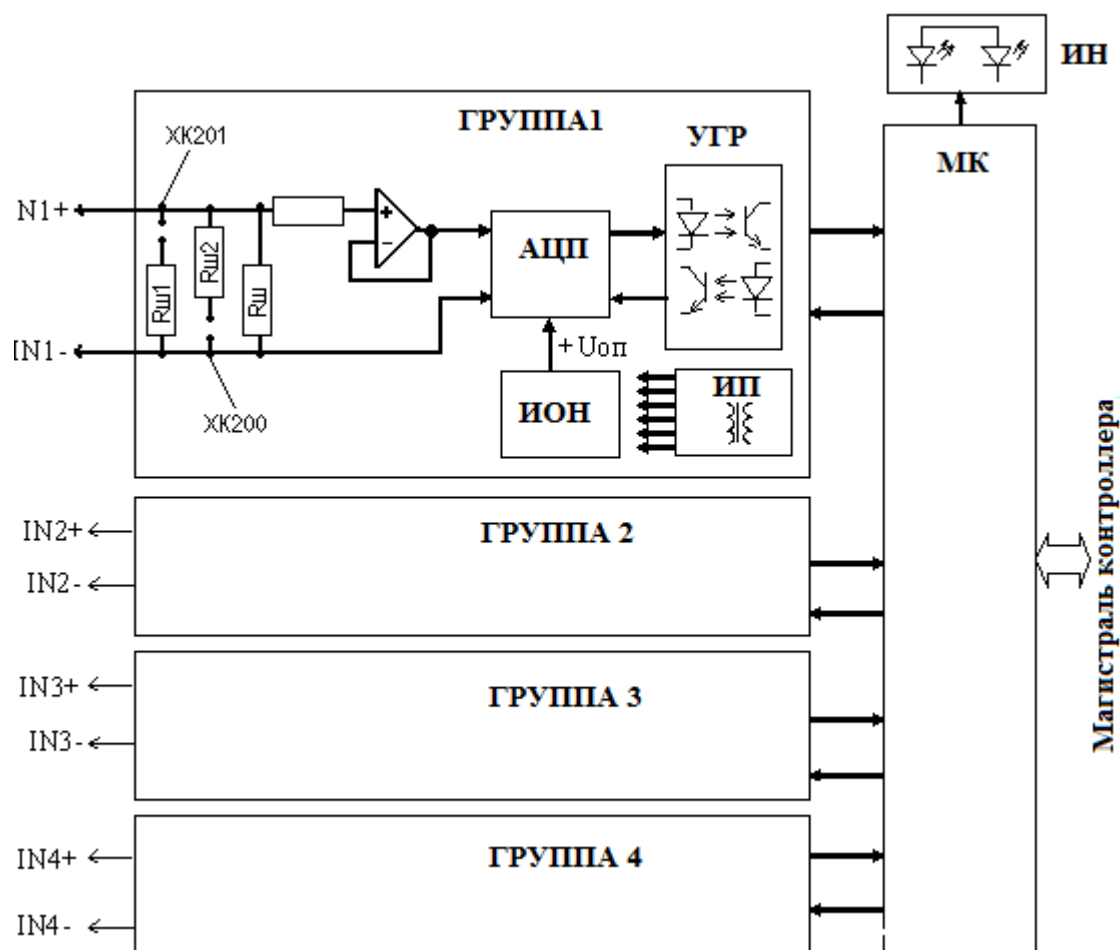 ИН
ГРУППА1
УГР
МК
ХК201
N1+
АЦП
Rш1
Rш2
Rш
IN1-
+Uоп
ХК200
ИОН
ИП
IN2+
ГРУППА 2
IN2-
IN3+
ГРУППА 3
IN3-
IN4+
ГРУППА 4
IN4-
Магистраль контроллера